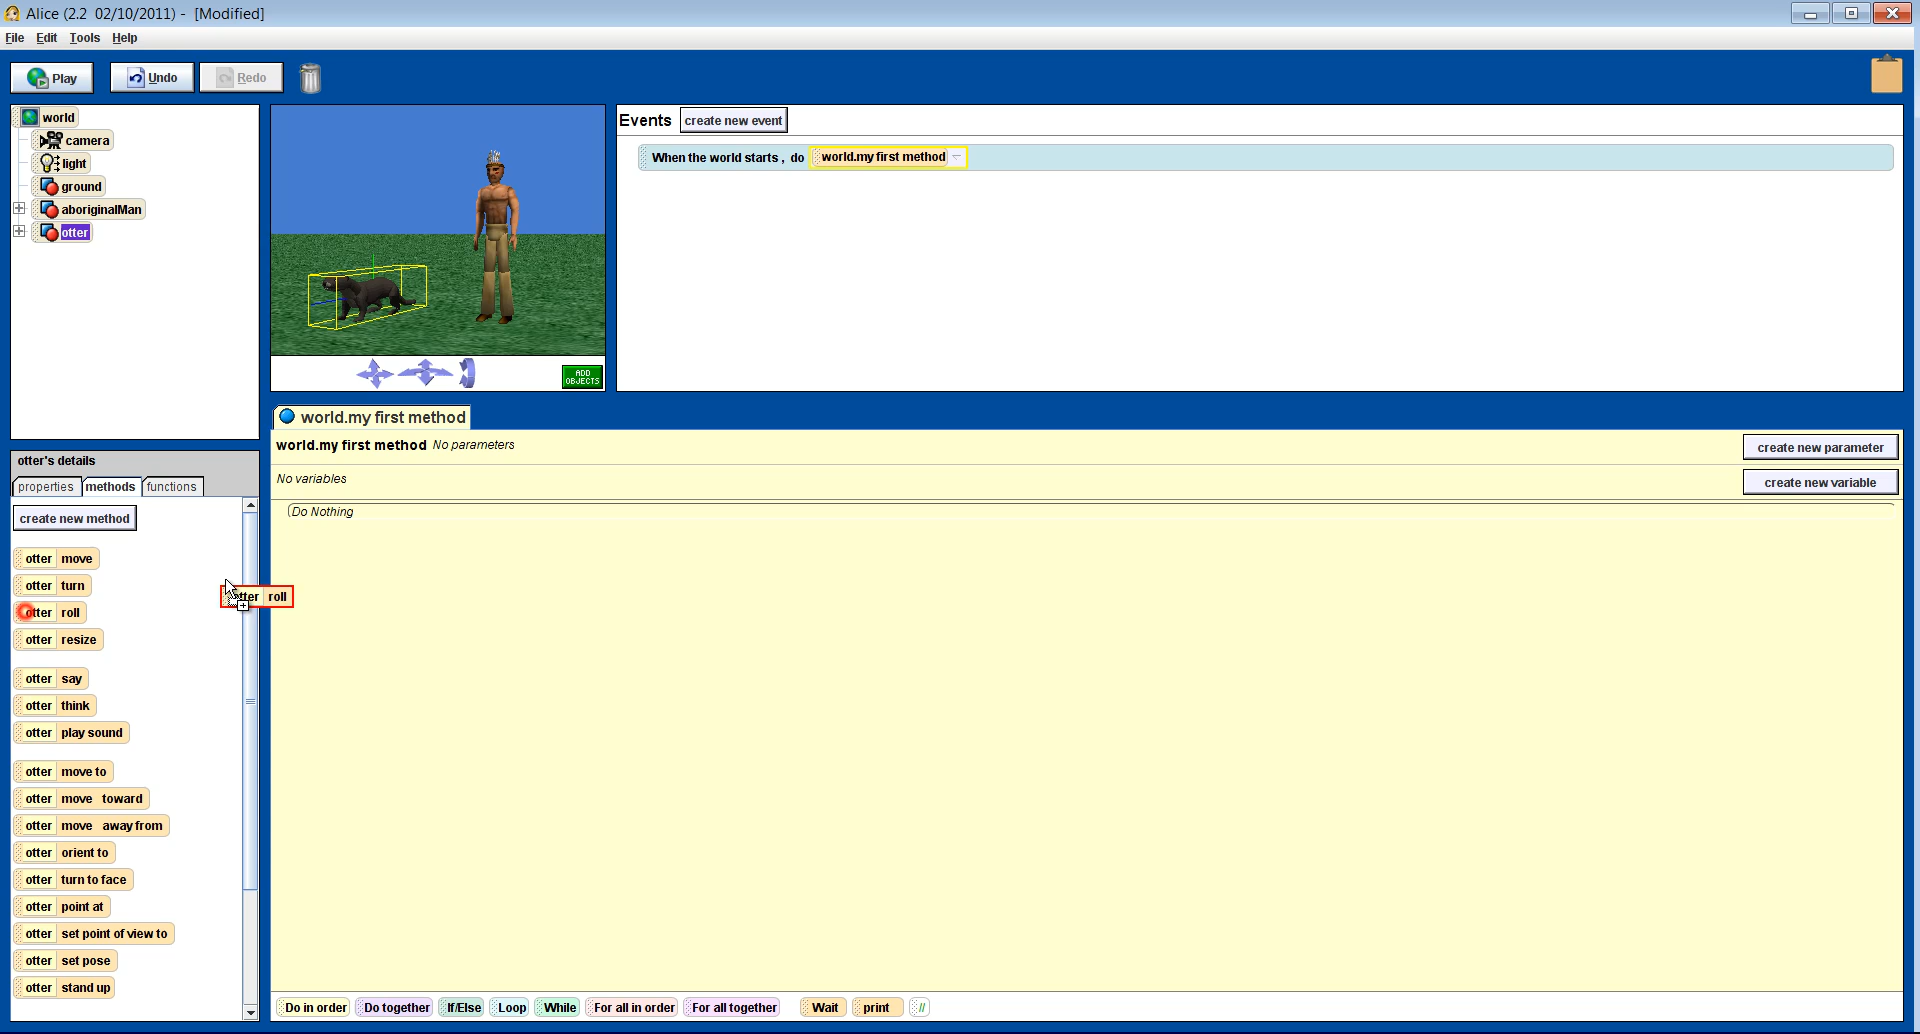 Alice (2.2 02/10/2011) - [Modified]
File Edit Tools Help
Play Undo Redo
world
camera
light
ground
aboriginalMan
otter
ADD
OBJECTS
Events create new event
When the world starts , do world.my first method
otter's details
properties methods functions
create new method
otter move
otter turn
otter roll
otter resize
otter say
otter think
otter play sound
otter move to
otter move toward
otter move away from
otter orient to
otter turn to face
otter point at
otter set point of view to
otter set pose
otter stand up
roll
world.my first method
world.my first method No parameters
create new parameter
No variables
create new variable
(Do Nothing
Do in order Do together If/Else Loop While For all in order For all together Wait print //